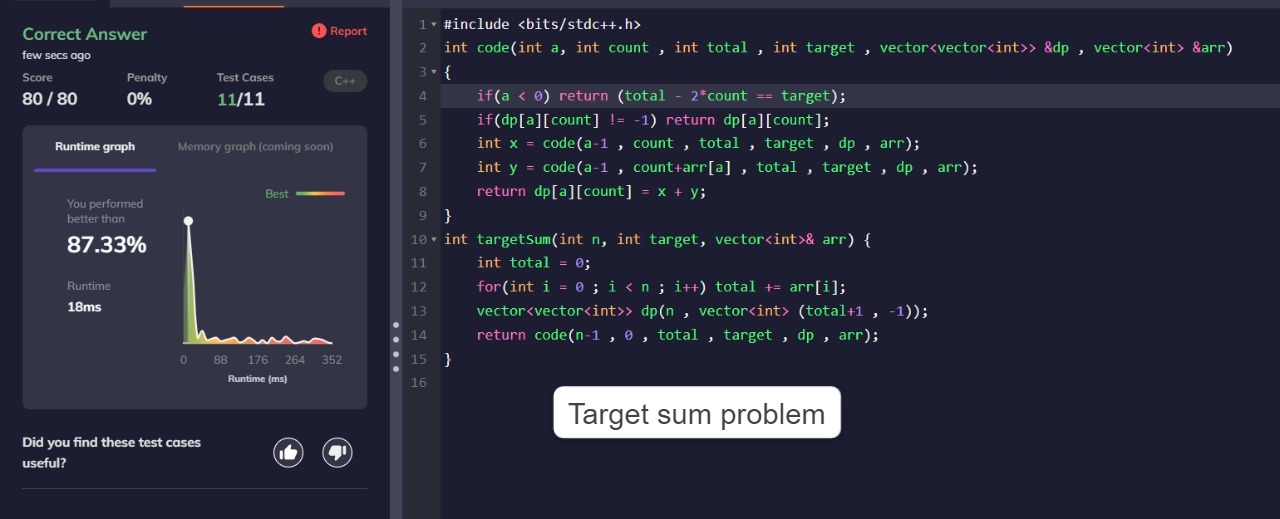 Correct Answer
Report
few secs ago
Score
Penalty
Test Cases
C++
80 / 80
0%
11/11
Runtime graph
Memory graph (coming soon)
Best
You performed
better than
87.33%
Runtime
18ms
0 88 176 264 352
Runtime (ms)
Did you find these test cases
useful?
1 #include <bits/stdc++.h>
2 int code(int a, int count , int total , int target , vector<vector<int>> &dp , vector<int> &arr)
3 {
4     if(a < 0) return (total - 2*count == target);
5     if(dp[a][count] != -1) return dp[a][count];
6     int x = code(a-1 , count , total , target , dp , arr);
7     int y = code(a-1 , count+arr[a] , total , target , dp , arr);
8     return dp[a][count] = x + y;
9 }
10 int targetSum(int n, int target, vector<int>& arr) {
11     int total = 0;
12     for(int i = 0 ; i < n ; i++) total += arr[i];
13     vector<vector<int>> dp(n , vector<int> (total+1 , -1));
14     return code(n-1 , 0 , total , target , dp , arr);
15 }
16
Target sum problem